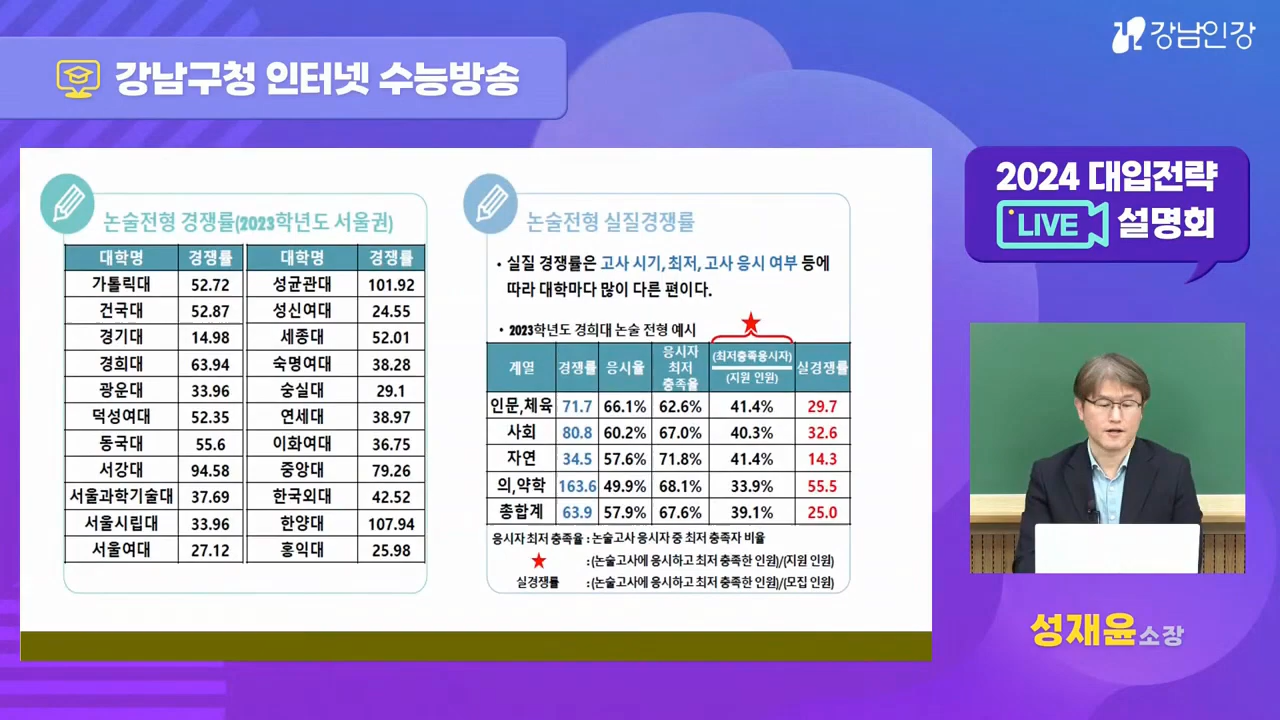 강남인강
강남구청 인터넷 수능방송
2024 대입전략
LIVE 설명회
논술전형 경쟁률(2023학년도 서울권)
대학명 경쟁률 대학명 경쟁률
가톨릭대 52.72 성균관대 101.92
건국대 52.87 성신여대 24.55
경기대 14.98 세종대 52.01
경희대 63.94 숙명여대 38.28
광운대 33.96 숭실대 29.1
덕성여대 52.35 연세대 38.97
동국대 55.6 이화여대 36.75
서강대 94.58 중앙대 79.26
서울과학기술대 37.69 한국외대 42.52
서울시립대 33.96 한양대 107.94
서울여대 27.12 홍익대 25.98
논술전형 실질경쟁률
• 실질 경쟁률은 고사 시기, 최저, 고사 응시 여부 등에
따라 대학마다 많이 다른 편이다.
• 2023학년도 경희대 논술 전형 예시
계열 경쟁률 응시율 응시자 최저 충족율 (최저충족응시자) (지원 인원) 실경쟁률
인문,체육 71.7 66.1% 62.6% 41.4% 29.7
사회 80.8 60.2% 67.0% 40.3% 32.6
자연 34.5 57.6% 71.8% 41.4% 14.3
의,약학 163.6 49.9% 68.1% 33.9% 55.5
총합계 63.9 57.9% 67.6% 39.1% 25.0
응시자 최저 충족율 : 논술고사 응시자 중 최저 충족자 비율
★ : (논술고사에 응시하고 최저 충족한 인원)/(지원 인원)
실경쟁률 : (논술고사에 응시하고 최저 충족한 인원)/(모집 인원)
성재윤 소장